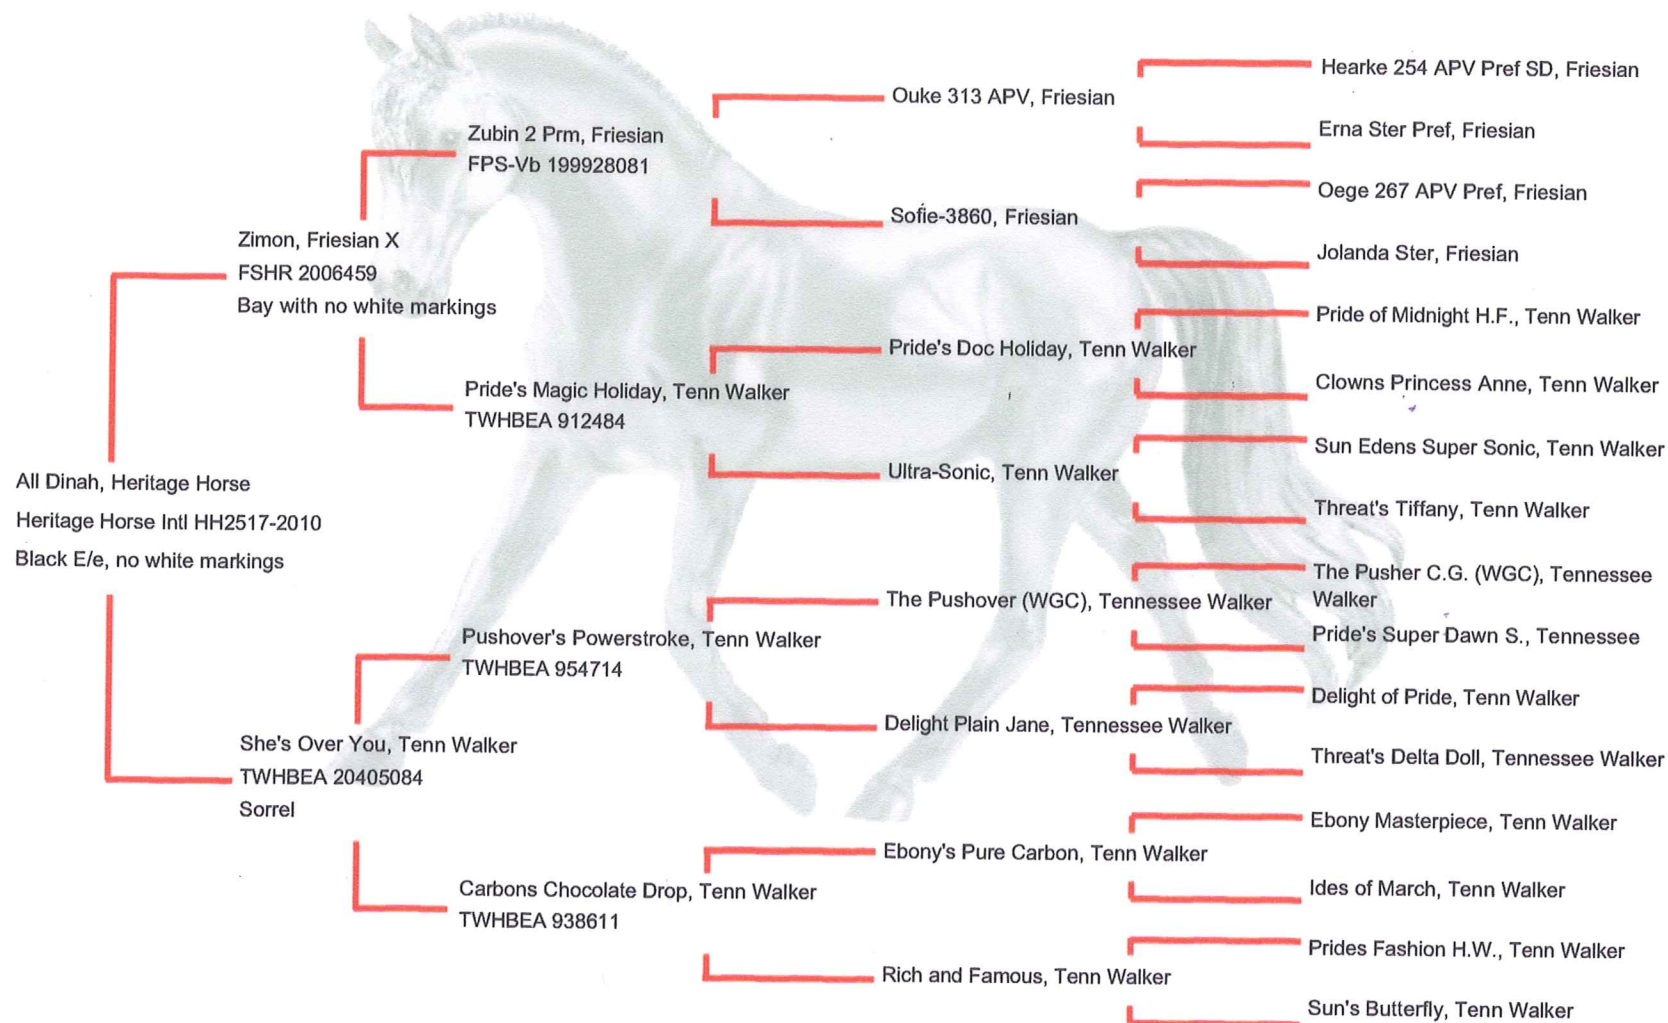 All Dinah, Heritage Horse
Heritage Horse Intl HH2517-2010
Black E/e, no white markings
Zimon, Friesian X
FSHR 2006459
Bay with no white markings
She's Over You, Tenn Walker
TWHBEA 20405084
Sorrel
Zubin 2 Prm, Friesian
FPS-Vb 199928081
Pride's Magic Holiday, Tenn Walker
TWHBEA 912484
Pushover's Powerstroke, Tenn Walker
TWHBEA 954714
Carbons Chocolate Drop, Tenn Walker
TWHBEA 938611
Ouke 313 APV, Friesian
Sofie-3860, Friesian
Pride's Doc Holiday, Tenn Walker
Ultra-Sonic, Tenn Walker
The Pushover (WGC), Tennessee Walker
Delight Plain Jane, Tennessee Walker
Ebony's Pure Carbon, Tenn Walker
Rich and Famous, Tenn Walker
Hearke 254 APV Pref SD, Friesian
Erna Ster Pref, Friesian
Oege 267 APV Pref, Friesian
Jolanda Ster, Friesian
Pride of Midnight H.F., Tenn Walker
Clowns Princess Anne, Tenn Walker
Sun Edens Super Sonic, Tenn Walker
Threat's Tiffany, Tenn Walker
The Pusher C.G. (WGC), Tennessee
Walker
Pride's Super Dawn S., Tennessee
Delight of Pride, Tenn Walker
Threat's Delta Doll, Tennessee Walker
Ebony Masterpiece, Tenn Walker
Ides of March, Tenn Walker
Prides Fashion H.W., Tenn Walker
Sun's Butterfly, Tenn Walker